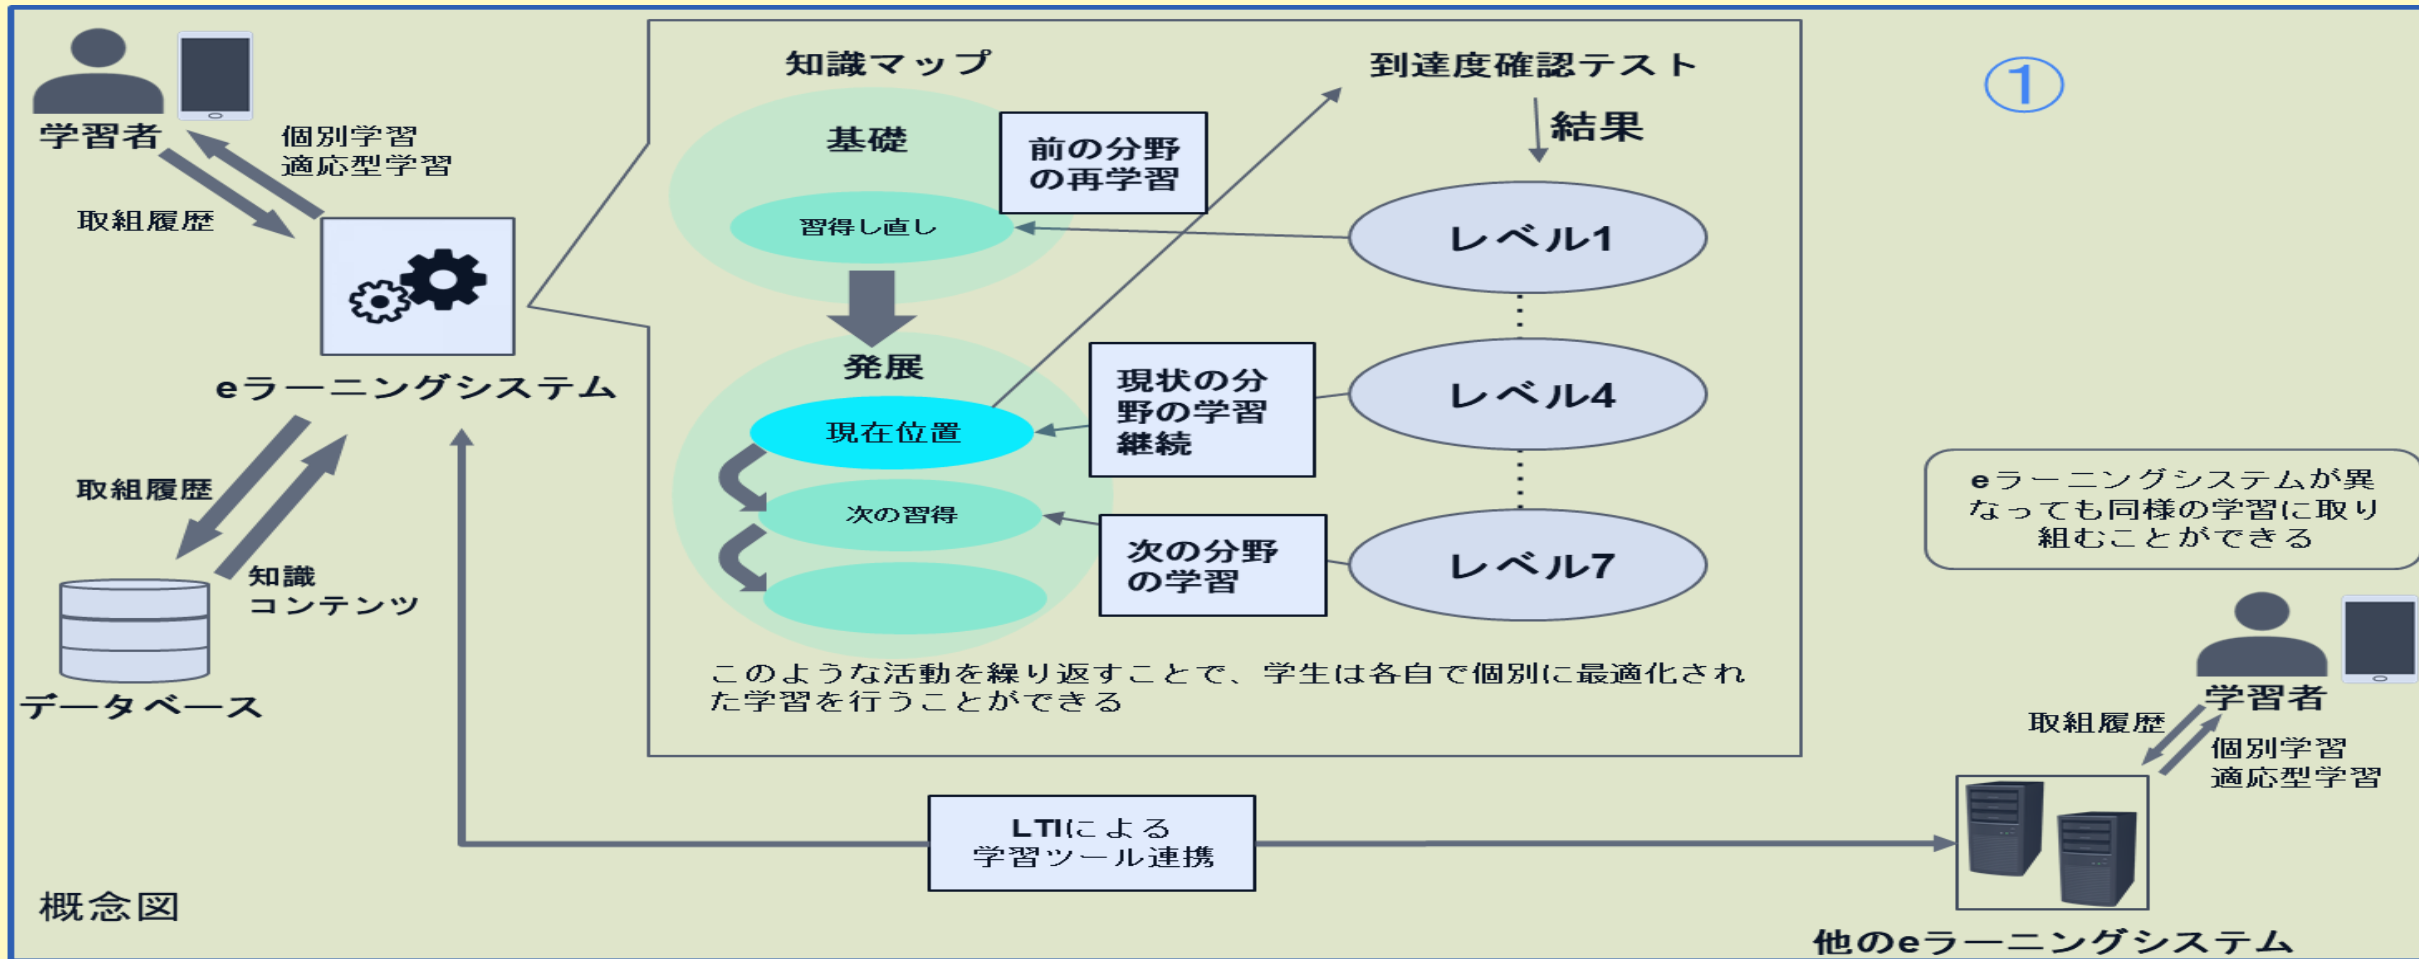 学習者
個別学習
適応型学習
取組履歴
eラーニングシステム
取組履歴
知識
コンテンツ
データベース
概念図
知識マップ
基礎
前の分野
の再学習
習得し直し
発展
現在位置
現状の分
野の学習
継続
次の習得
次の分野
の学習
到達度確認テスト
結果
レベル1
レベル4
レベル7
このような活動を繰り返すことで、学生は各自で個別に最適化され
た学習を行うことができる
LTIによる
学習ツール連携
①
eラーニングシステムが異
なっても同様の学習に取り
組むことができる
学習者
取組履歴
個別学習
適応型学習
他のeラーニングシステム